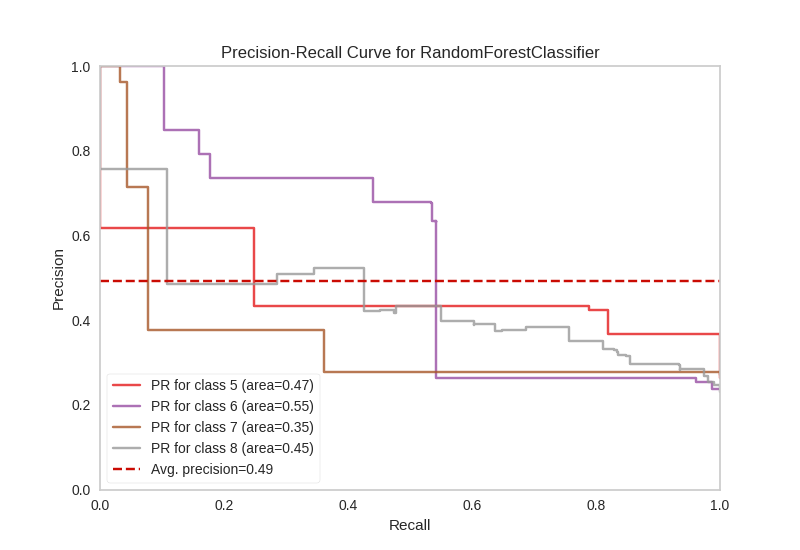 Precision-Recall Curve for RandomForestClassifier
1.0
0.8
0.6
0.4
0.2
0.0
Precision
PR for class 5 (area=0.47)
PR for class 6 (area=0.55)
PR for class 7 (area=0.35)
PR for class 8 (area=0.45)
Avg. precision=0.49
0.0 0.2 0.4 0.6 0.8 1.0
Recall